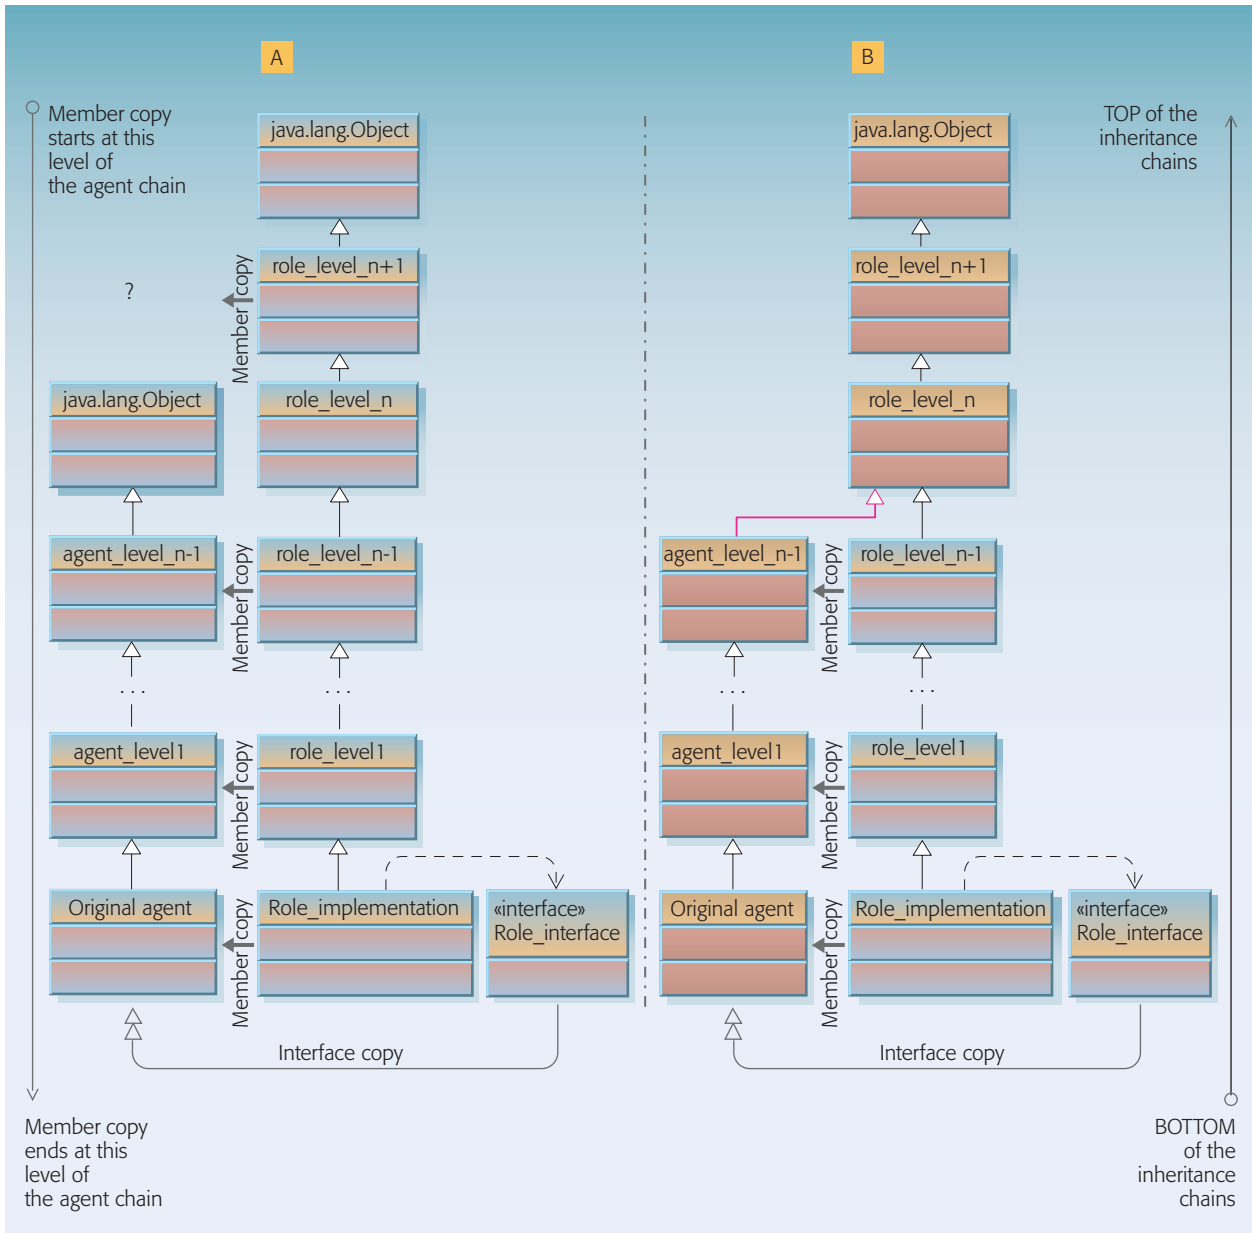 A
B
Member copy
starts at this
level of
the agent chain
java.lang.Object
role_level_n+1
Member copy
?
java.lang.Object
role_level_n
agent_level_n-1
Member copy
role_level_n-1
. . .
. . .
agent_level1
Member copy
role_level1
Original agent
Member copy
Role_implementation
«interface»
Role_interface
Interface copy
Member copy
ends at this
level of
the agent chain
java.lang.Object
TOP of the
inheritance
chains
role_level_n+1
role_level_n
agent_level_n-1
Member copy
role_level_n-1
. . .
. . .
agent_level1
Member copy
role_level1
Original agent
Member copy
Role_implementation
«interface»
Role_interface
Interface copy
BOTTOM
of the
inheritance
chains